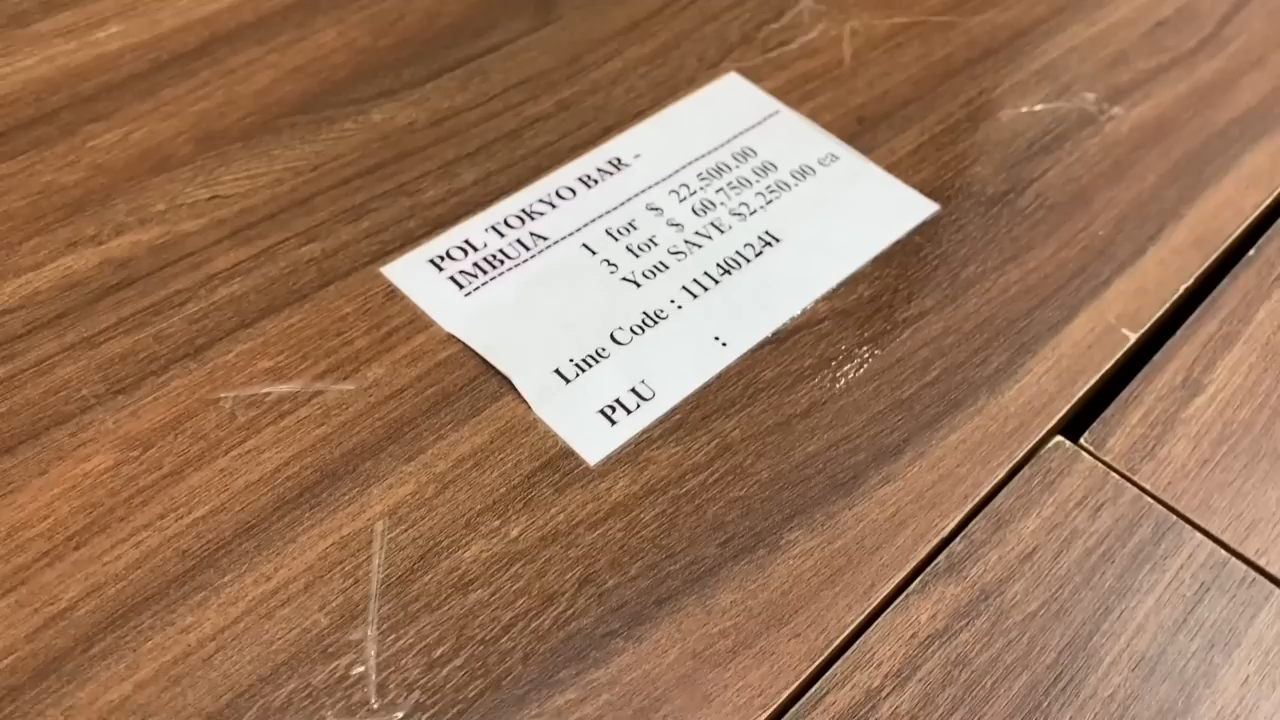 POL TOKYO BAR -
IMBUIA
1 for $ 22,500.00
3 for $ 60,750.00
You SAVE $2,250.00 ea
Line Code : 111401241
PLU :